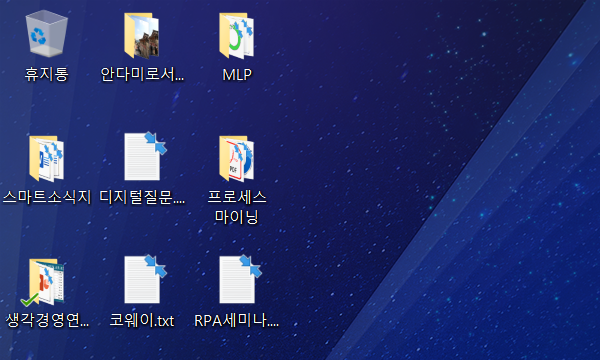 휴지통
안다미로서...
MLP
스마트소식지
디지털질문....
프로세스
마이닝
PDF
생각경영연...
코웨이.txt
RPA세미나....